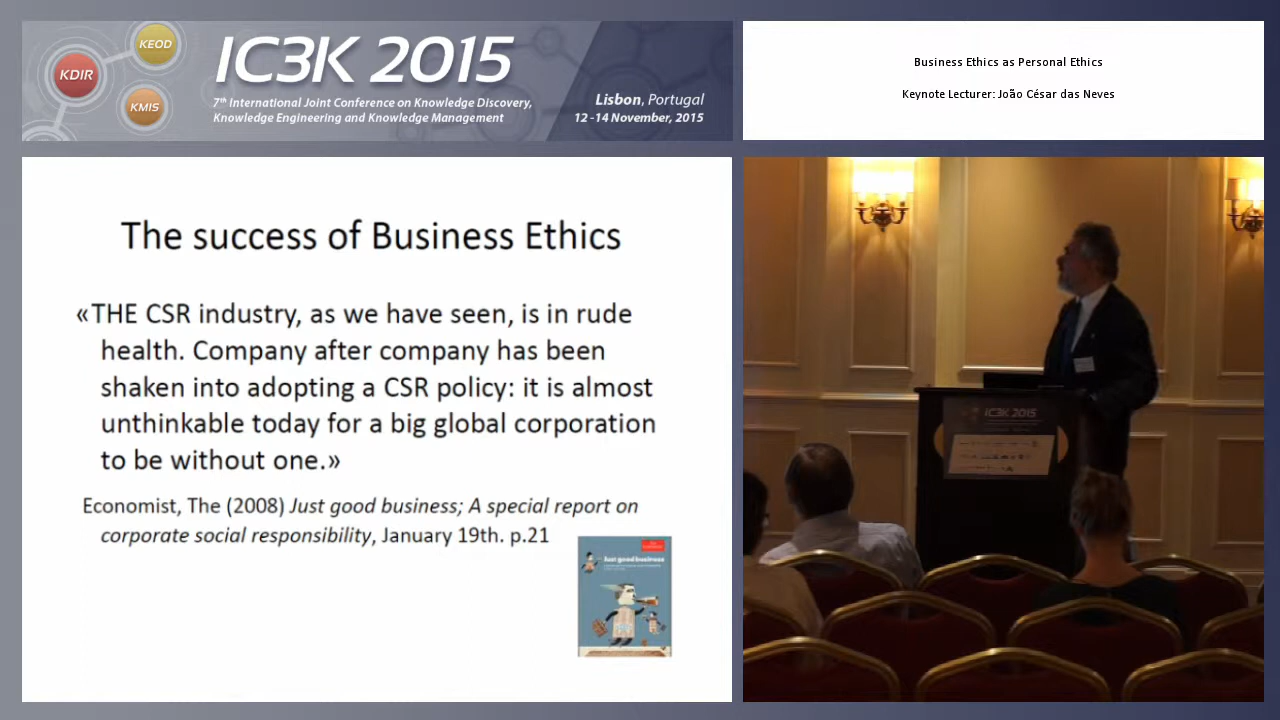 KEOD
KDIR
KMIS
IC3K 2015
7th International Joint Conference on Knowledge Discovery,
Knowledge Engineering and Knowledge Management
Lisbon, Portugal
12 -14 November, 2015
Business Ethics as Personal Ethics
Keynote Lecturer: João César das Neves
The success of Business Ethics
«THE CSR industry, as we have seen, is in rude
health. Company after company has been
shaken into adopting a CSR policy: it is almost
unthinkable today for a big global corporation
to be without one.»
Economist, The (2008) Just good business; A special report on
corporate social responsibility, January 19th. p.21
Just good business
IC3K 2015